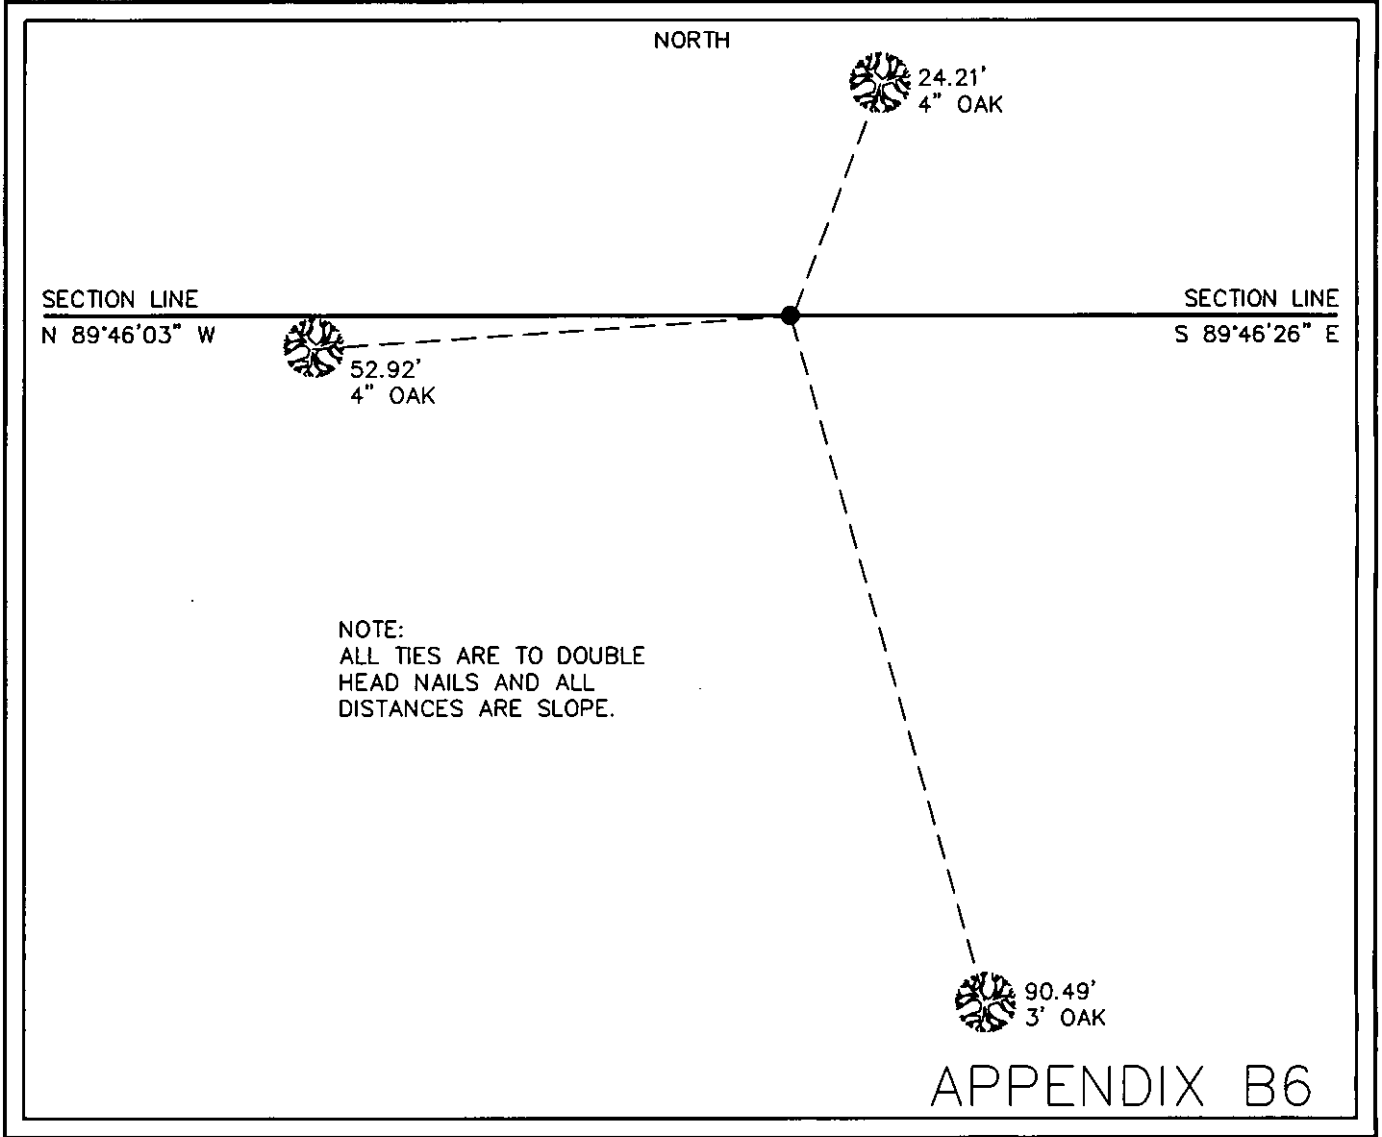 NORTH
24.21'
4" OAK
SECTION LINE
N 89°46'03" W
SECTION LINE
S 89°46'26" E
52.92'
4" OAK
NOTE:
ALL TIES ARE TO DOUBLE
HEAD NAILS AND ALL
DISTANCES ARE SLOPE.
90.49'
3' OAK
APPENDIX B6